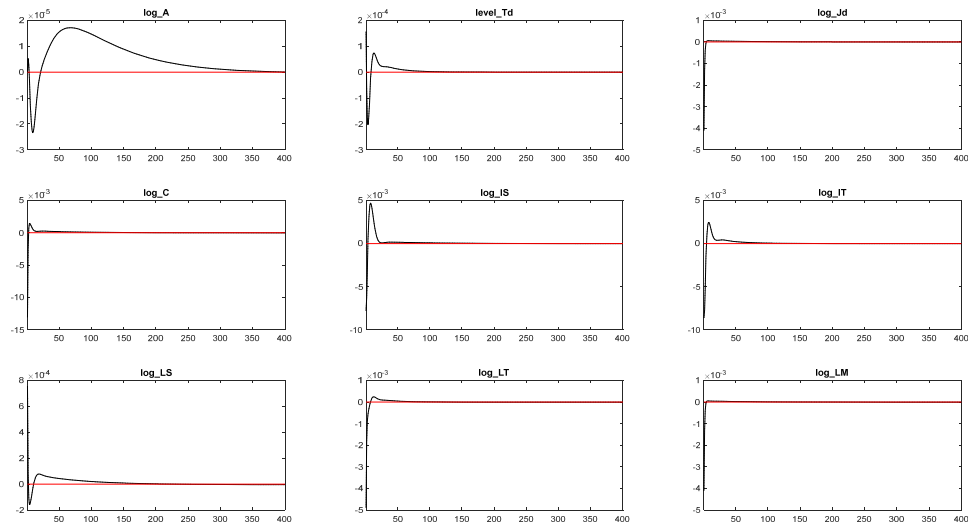 log_A level_Td log_Jd
×10-5 ×10-4 ×10-3
2 2 1
1 1 0
0 0 -1
-1 -1 -2
-2 -2 -3
-3 -3 -4
-5
50 100 150 200 250 300 350 400 50 100 150 200 250 300 350 400 50 100 150 200 250 300 350 400
log_C log_IS log_IT
×10-3 ×10-3 ×10-3
5 5 5
0 0 0
-5 -5 -5
-10 -10 -10
-15
50 100 150 200 250 300 350 400 50 100 150 200 250 300 350 400 50 100 150 200 250 300 350 400
log_LS log_LT log_LM
×10-4 ×10-3 ×10-3
8 1 1
6 0 0
4 -1 -1
2 -2 -2
0 -3 -3
-2 -4 -4
-5 -5
50 100 150 200 250 300 350 400 50 100 150 200 250 300 350 400 50 100 150 200 250 300 350 400